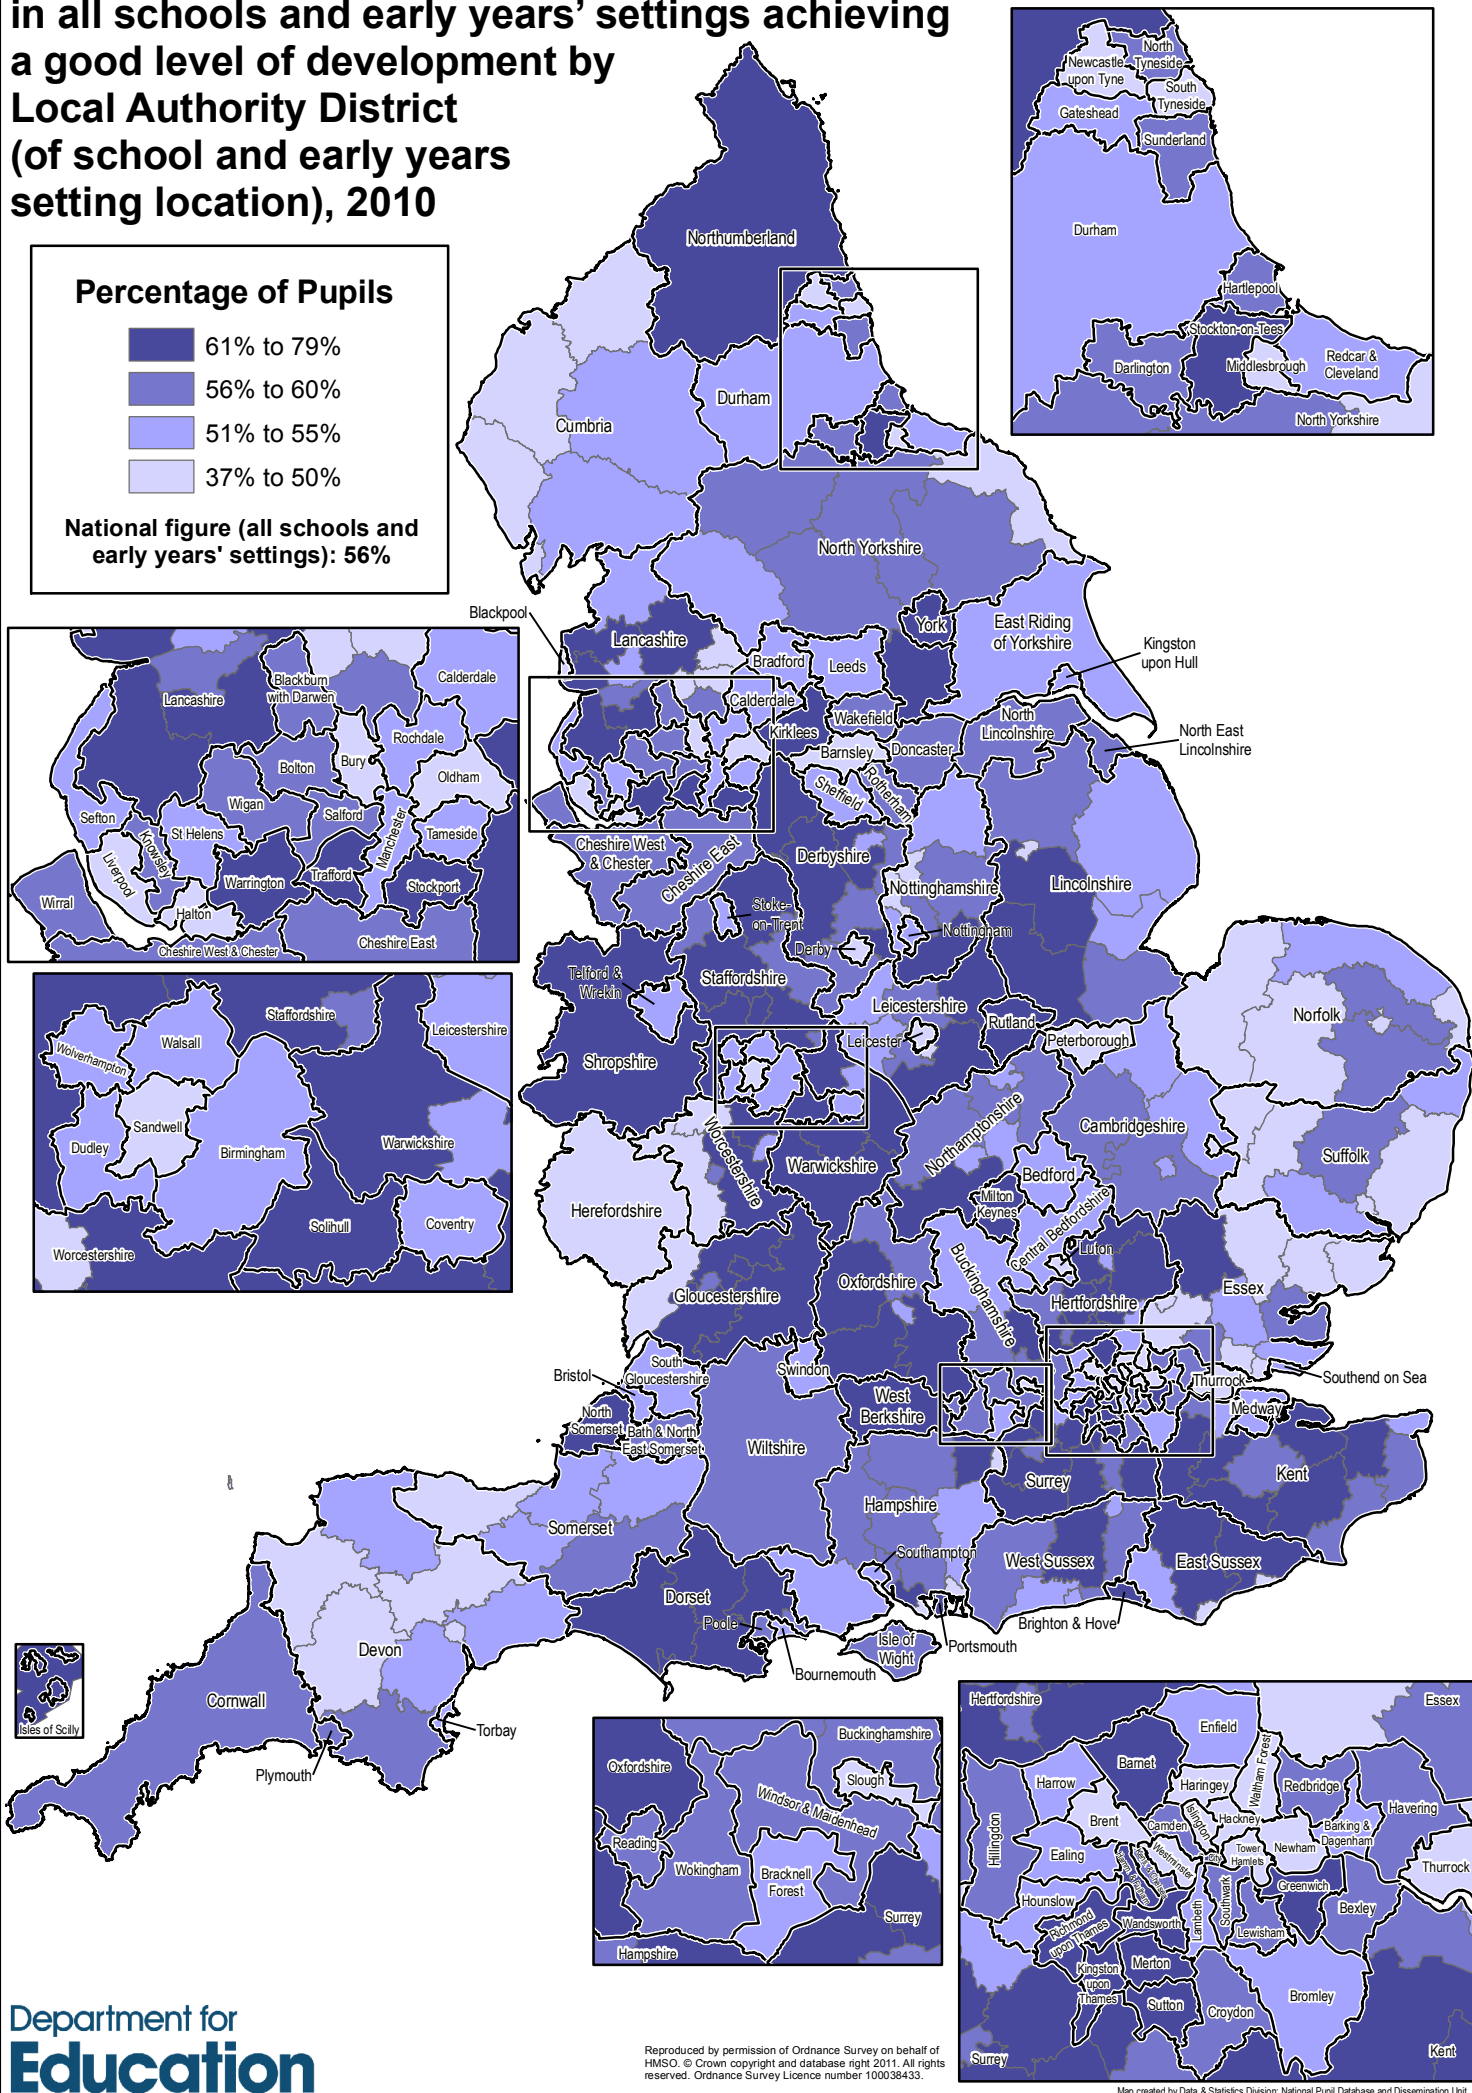 in all schools and early years’ settings achieving
a good level of development by
Local Authority District
(of school and early years
setting location), 2010
Percentage of Pupils
61% to 79%
56% to 60%
51% to 55%
37% to 50%
National figure (all schools and
early years' settings): 56%
Newcastle
upon Tyne
North
Tyneside
South
Tyneside
Gateshead
Sunderland
Durham
Hartlepool
Stockton-on-Tees
Darlington
Middlesbrough
Redcar &
Cleveland
North Yorkshire
Northumberland
Durham
Cumbria
North Yorkshire
Blackpool
Lancashire
York
East Riding
of Yorkshire
Kingston
upon Hull
Bradford
Leeds
Calderdale
Kirklees
Wakefield
North
Lincolnshire
North East
Lincolnshire
Barnsley
Doncaster
Sheffield
Rotherham
Cheshire West
& Chester
Cheshire East
Derbyshire
Nottinghamshire
Lincolnshire
Stoke-
on-Trent
Derby
Nottingham
Telford &
Wrekin
Staffordshire
Leicestershire
Rutland
Leicester
Peterborough
Norfolk
Shropshire
Worcestershire
Warwickshire
Northamptonshire
Cambridgeshire
Suffolk
Bedford
Milton
Keynes
Central Bedfordshire
Luton
Herefordshire
Gloucestershire
Oxfordshire
Buckinghamshire
Hertfordshire
Essex
Bristol
South
Gloucestershire
Swindon
North
Somerset
Bath & North
East Somerset
West
Berkshire
Wiltshire
Thurrock
Southend on Sea
Medway
Kent
Surrey
Hampshire
Somerset
Southampton
West Sussex
East Sussex
Dorset
Poole
Brighton & Hove
Isle of
Wight
Portsmouth
Bournemouth
Devon
Cornwall
Torbay
Plymouth
Isles of Scilly
Lancashire
Blackburn
with Darwen
Calderdale
Rochdale
Bury
Bolton
Oldham
Wigan
Salford
Sefton
St Helens
Knowsley
Manchester
Tameside
Liverpool
Warrington
Trafford
Stockport
Wirral
Halton
Cheshire West & Chester
Cheshire East
Staffordshire
Leicestershire
Walsall
Wolverhampton
Sandwell
Dudley
Birmingham
Warwickshire
Solihull
Coventry
Worcestershire
Oxfordshire
Buckinghamshire
Slough
Windsor & Maidenhead
Reading
Wokingham
Bracknell
Forest
Surrey
Hampshire
Hertfordshire
Essex
Enfield
Barnet
Harrow
Haringey
Waltham Forest
Redbridge
Havering
Hillingdon
Brent
Camden
Islington
Hackney
Barking &
Dagenham
Ealing
Westminster
City
Tower
Hamlets
Newham
Thurrock
Hounslow
Greenwich
Bexley
Richmond
upon Thames
Wandsworth
Lambeth
Southwark
Lewisham
Kingston
upon
Thames
Merton
Sutton
Croydon
Bromley
Surrey
Kent
Department for
Education
Reproduced by permission of Ordnance Survey on behalf of
HMSO. © Crown copyright and database right 2011. All rights
reserved. Ordnance Survey Licence number 100038433.
Map created by Data & Statistics Division: National Pupil Database and Dissemination Unit